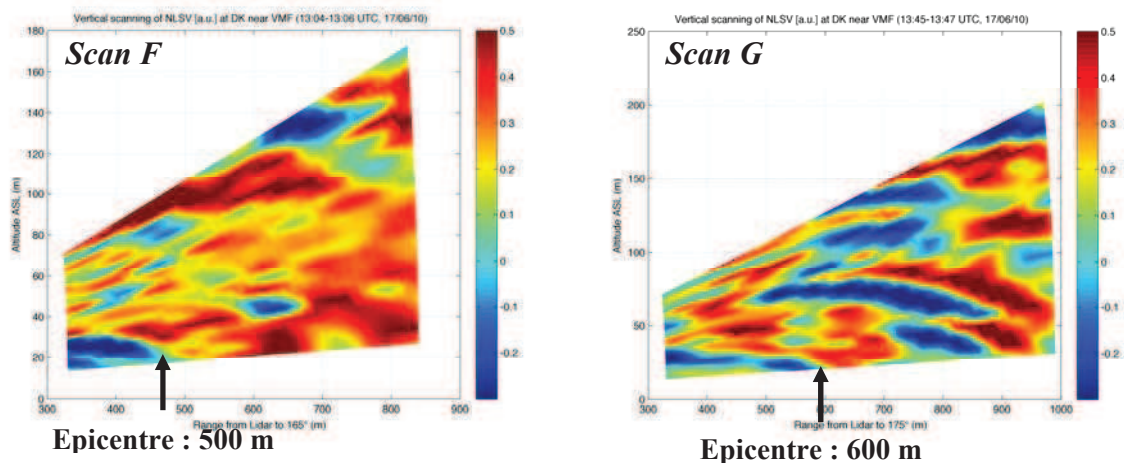 Vertical scanning of NLSV [a.u.] at DK near VMF (13:04-13:06 UTC, 17/06/10)
Scan F
180
160
140
120
100
80
60
40
20
0
Altitude ASL (m)
300 400 500 600 700 800 900
Range from Lidar to 165° (m)
0.5
0.4
0.3
0.2
0.1
0
-0.1
-0.2
Epicentre : 500 m
Vertical scanning of NLSV [a.u.] at DK near VMF (13:45-13:47 UTC, 17/06/10)
Scan G
250
200
150
100
50
0
Altitude ASL (m)
300 400 500 600 700 800 900 1000
Range from Lidar to 175° (m)
0.5
0.4
0.3
0.2
0.1
0
-0.1
-0.2
Epicentre : 600 m